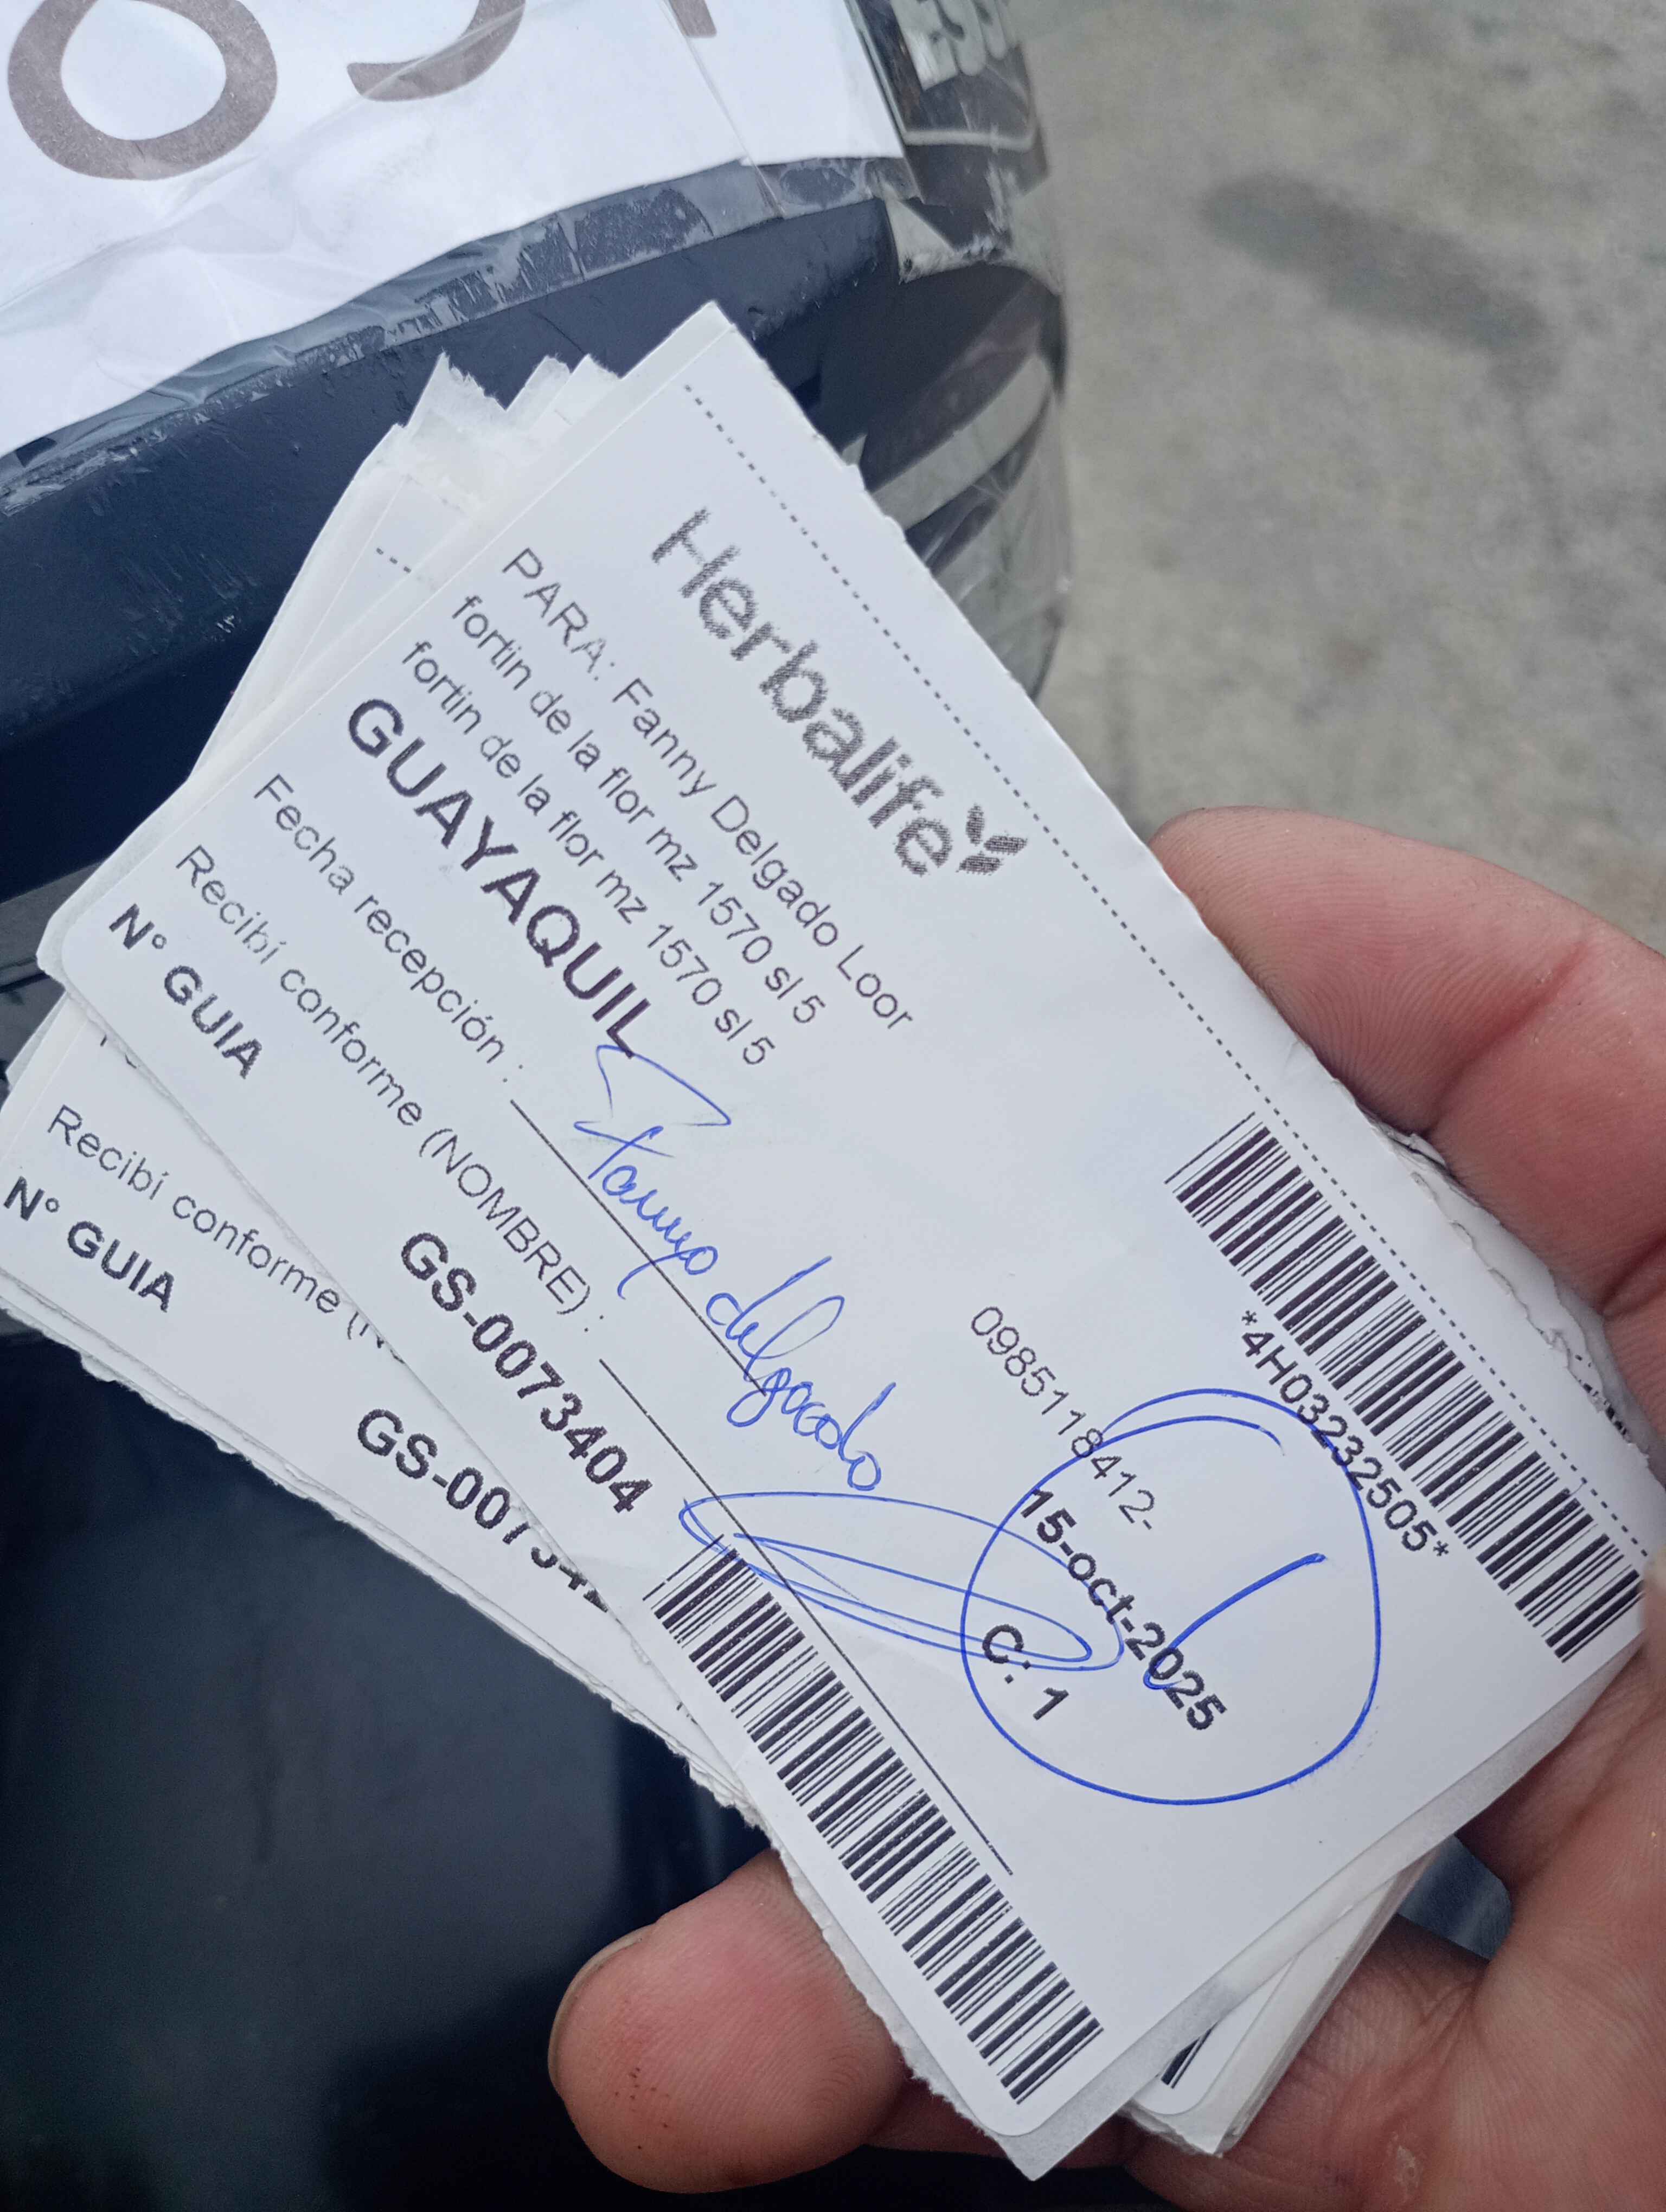 Herbalife
PARA: Fanny Delgado Loor
fortin de la flor mz 1570 sl 5
fortin de la flor mz 1570 sl 5
GUAYAQUIL
0985118412-
*4H03232505*
15-oct-2025
C: 1
Fecha recepción :
Fanny delgado
Recibí conforme (NOMBRE) :
N° GUIA GS-0073404
Recibí conforme
N° GUIA GS-00734